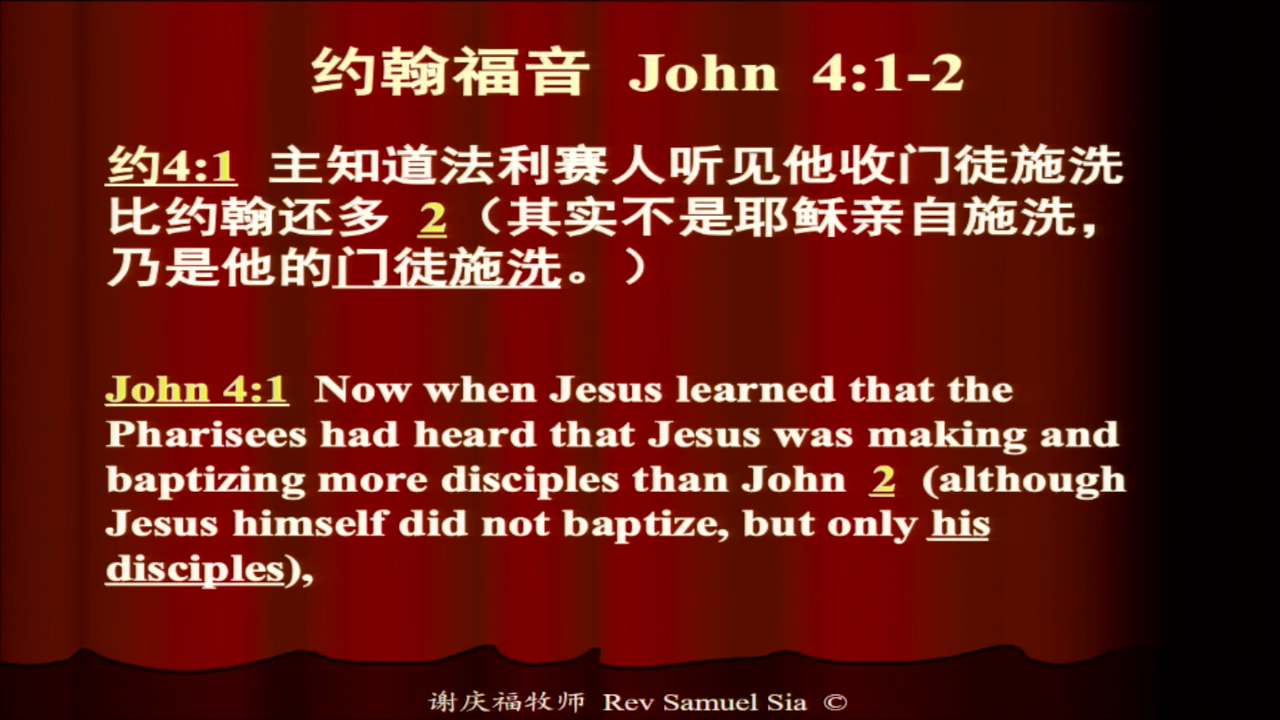 约翰福音 John 4:1-2
约4:1 主知道法利赛人听见他收门徒施洗
比约翰还多 2（其实不是耶稣亲自施洗，
乃是他的门徒施洗。）
John 4:1 Now when Jesus learned that the
Pharisees had heard that Jesus was making and
baptizing more disciples than John 2 (although
Jesus himself did not baptize, but only his
disciples),
谢庆福牧师 Rev Samuel Sia ©